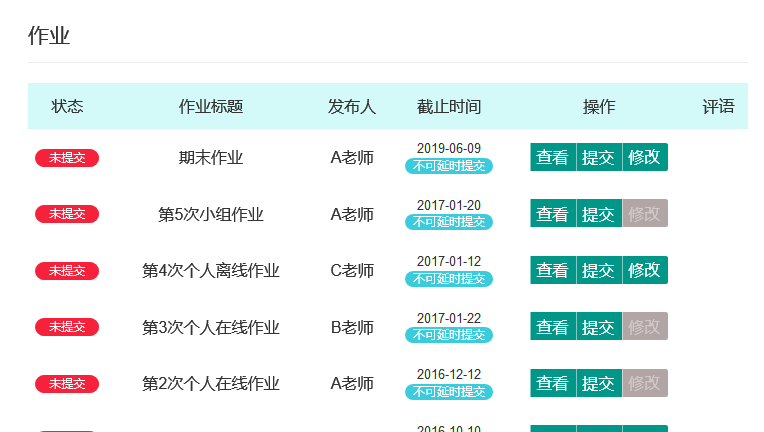 作业
状态 作业标题 发布人 截止时间 操作 评语
未提交 期末作业 A老师 2019-06-09 不可延时提交 查看 提交 修改
未提交 第5次小组作业 A老师 2017-01-20 不可延时提交 查看 提交 修改
未提交 第4次个人离线作业 C老师 2017-01-12 不可延时提交 查看 提交 修改
未提交 第3次个人在线作业 B老师 2017-01-22 不可延时提交 查看 提交 修改
未提交 第2次个人在线作业 A老师 2016-12-12 不可延时提交 查看 提交 修改
2016-10-10